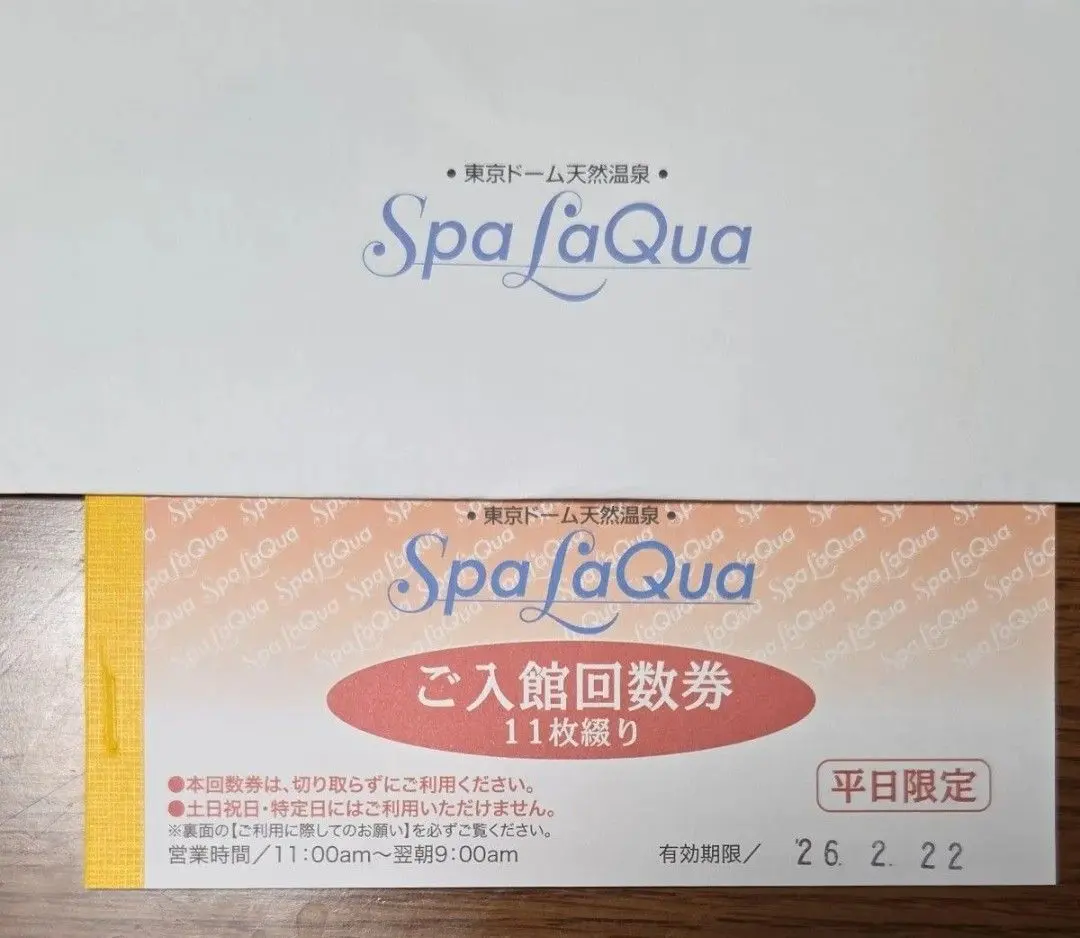 ・東京ドーム天然温泉・
Spa LaQua
・東京ドーム天然温泉・
Spa LaQua
ご入館回数券
11枚綴り
●本回数券は、切り取らずにご利用ください。
●土日祝日・特定日にはご利用いただけません。
平日限定
※裏面の【ご利用に際してのお願い】を必ずご覧ください。
営業時間／11:00am〜翌朝9:00am
有効期限／ '26. 2. 22